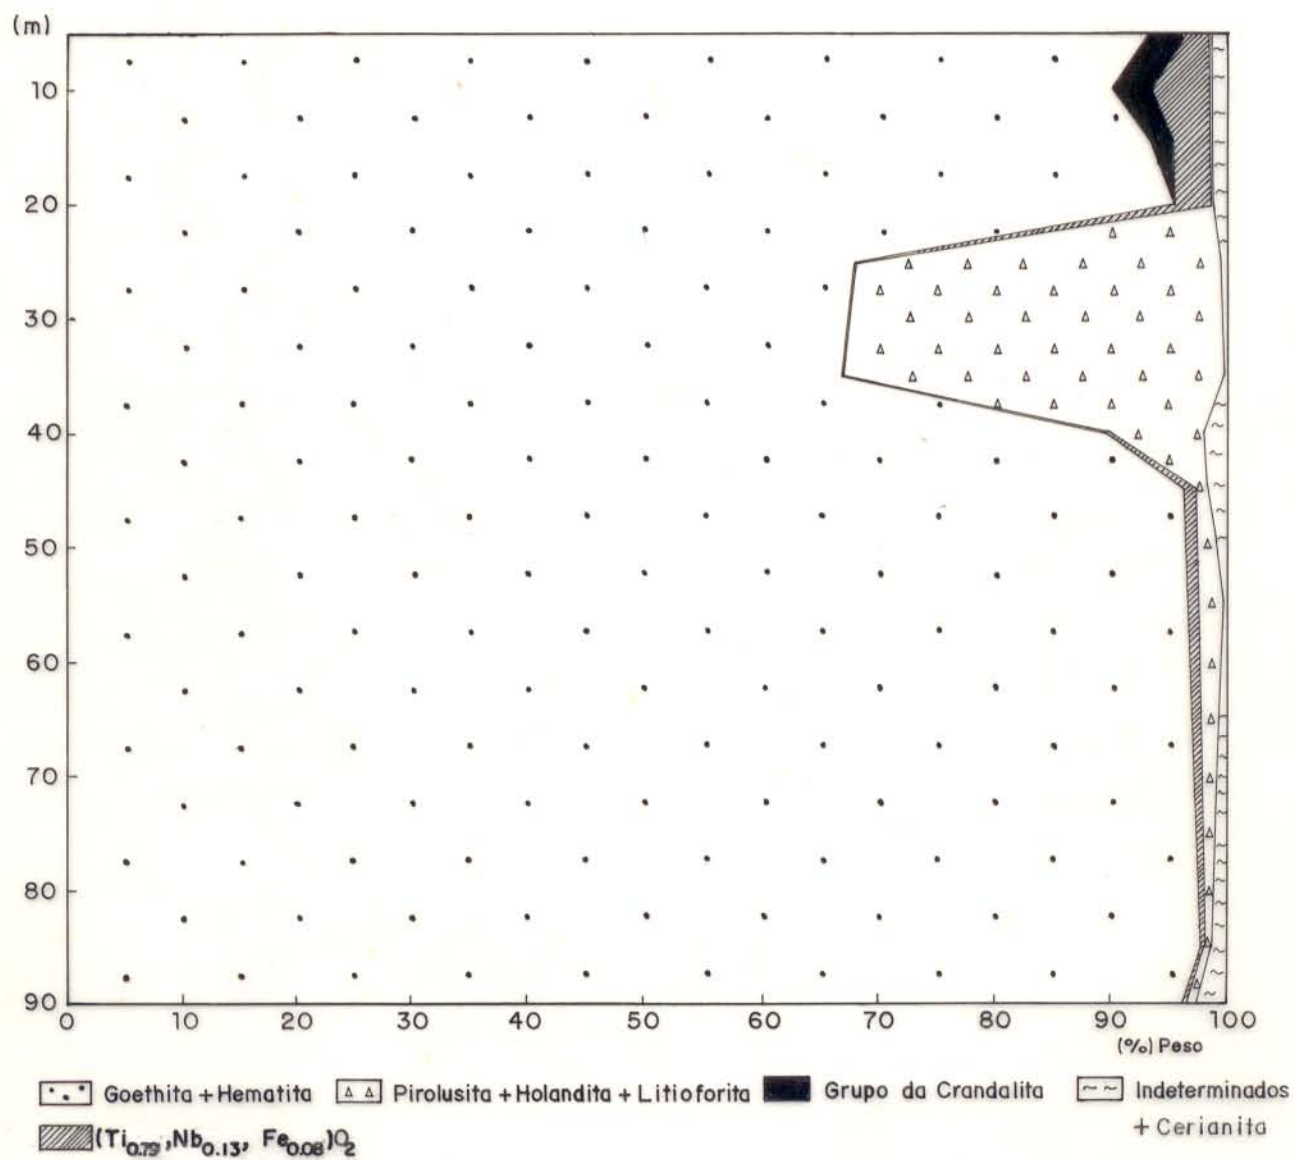 (m)
10
20
30
40
50
60
70
80
90
0 10 20 30 40 50 60 70 80 90 100
(%) Peso
Goethita + Hematita Pirolusita + Holandita + Litioforita Grupo da Crandalita Indeterminados
+ Cerianita
(Ti0.79, Nb0.13, Fe0.08)O2